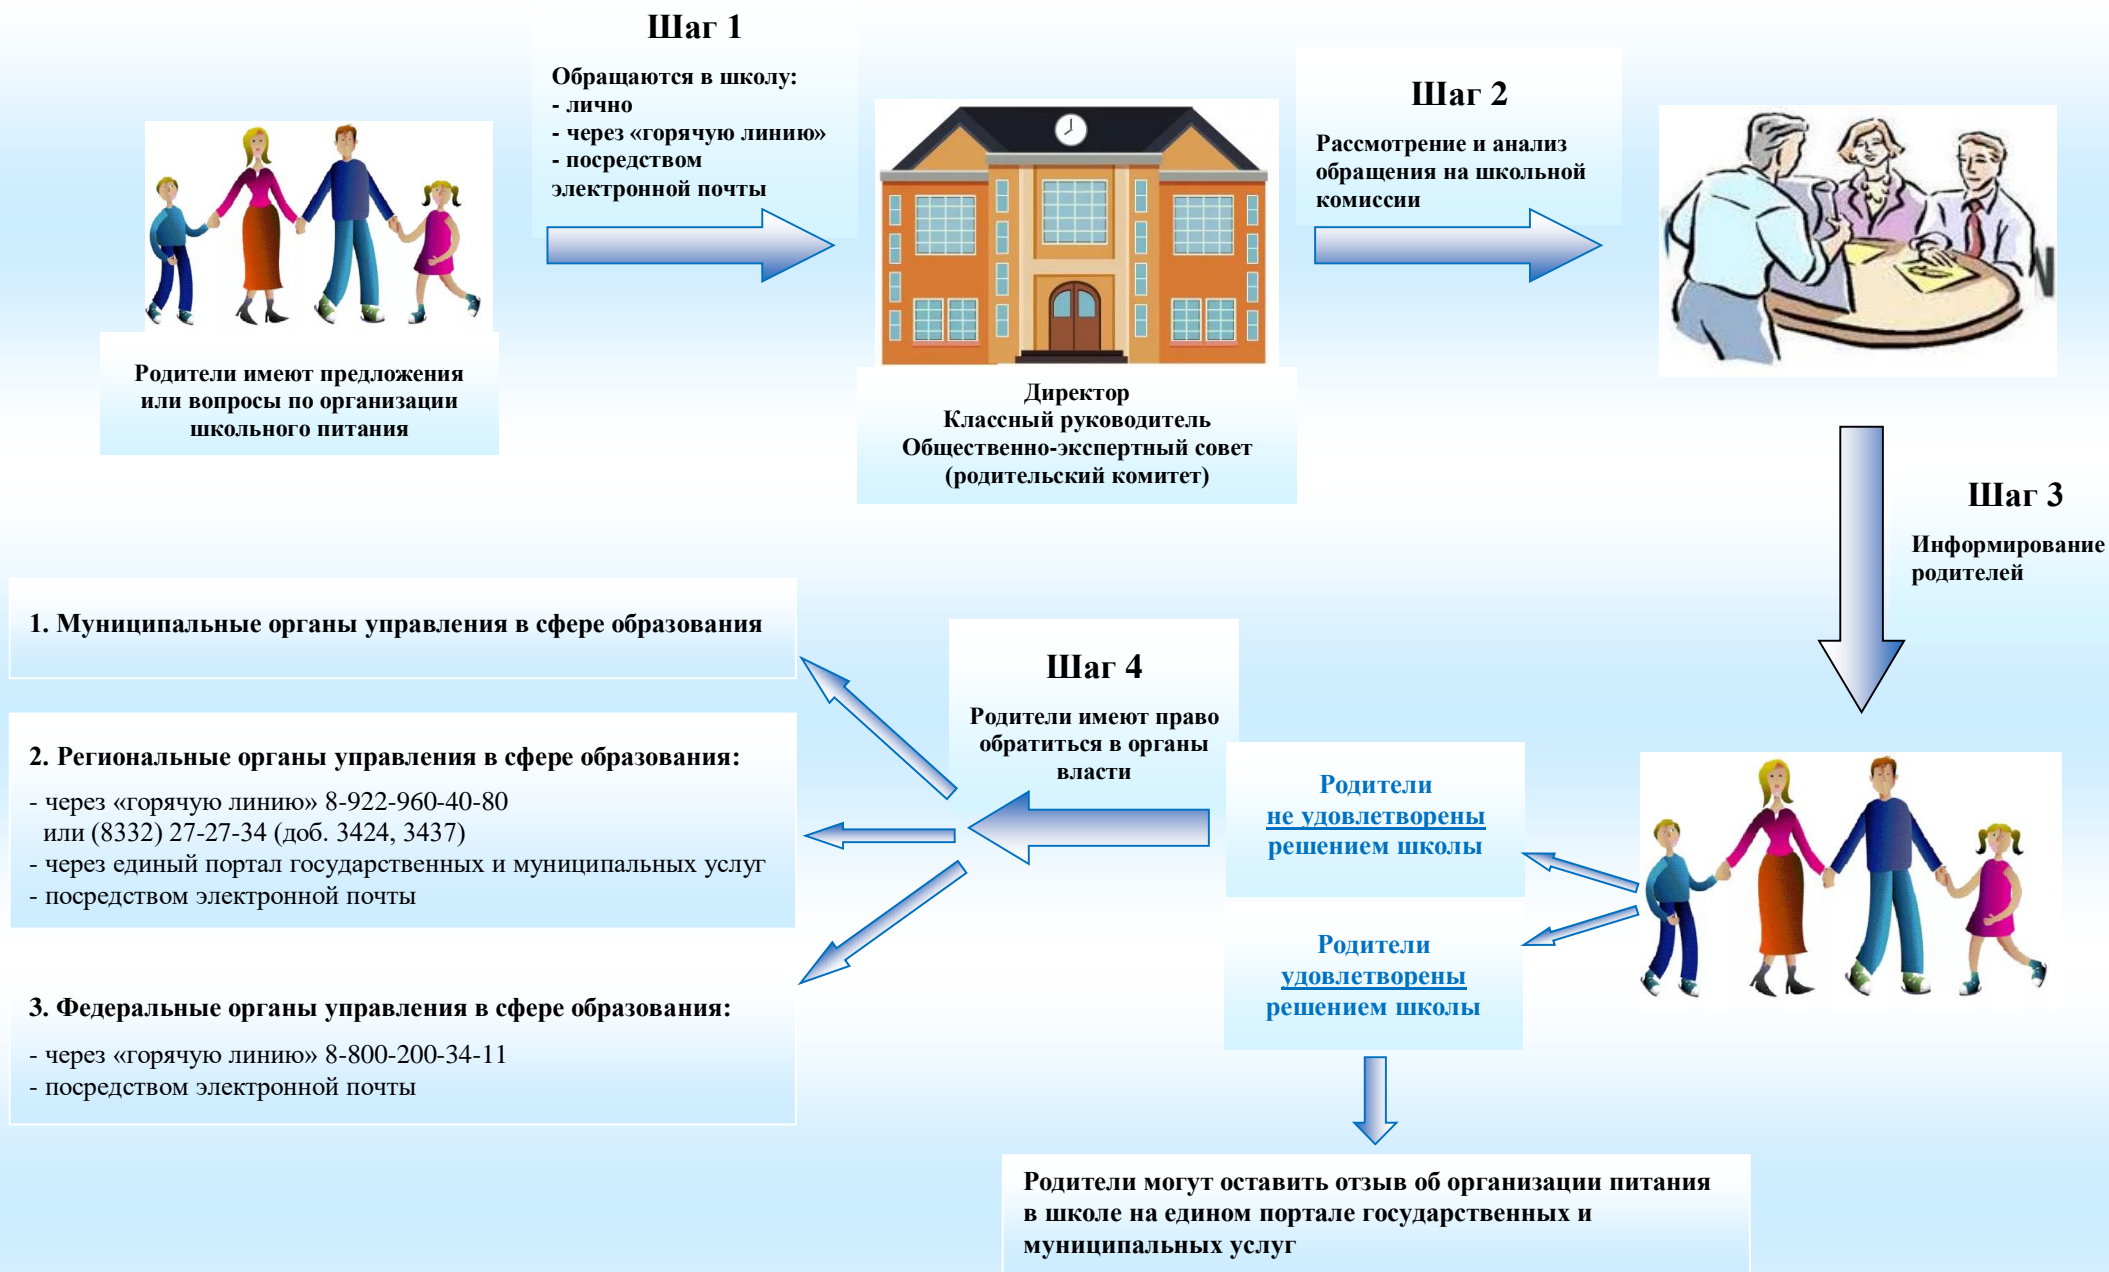 Шаг 1
Обращаются в школу:
- лично
- через «горячую линию»
- посредством
электронной почты
Родители имеют предложения
или вопросы по организации
школьного питания
Директор
Классный руководитель
Общественно-экспертный совет
(родительский комитет)
Шаг 2
Рассмотрение и анализ
обращения на школьной
комиссии
Шаг 3
Информирование
родителей
Родители
не удовлетворены
решением школы
Родители
удовлетворены
решением школы
Шаг 4
Родители имеют право
обратиться в органы
власти
1. Муниципальные органы управления в сфере образования
2. Региональные органы управления в сфере образования:
- через «горячую линию» 8-922-960-40-80
или (8332) 27-27-34 (доб. 3424, 3437)
- через единый портал государственных и муниципальных услуг
- посредством электронной почты
3. Федеральные органы управления в сфере образования:
- через «горячую линию» 8-800-200-34-11
- посредством электронной почты
Родители могут оставить отзыв об организации питания
в школе на едином портале государственных и
муниципальных услуг